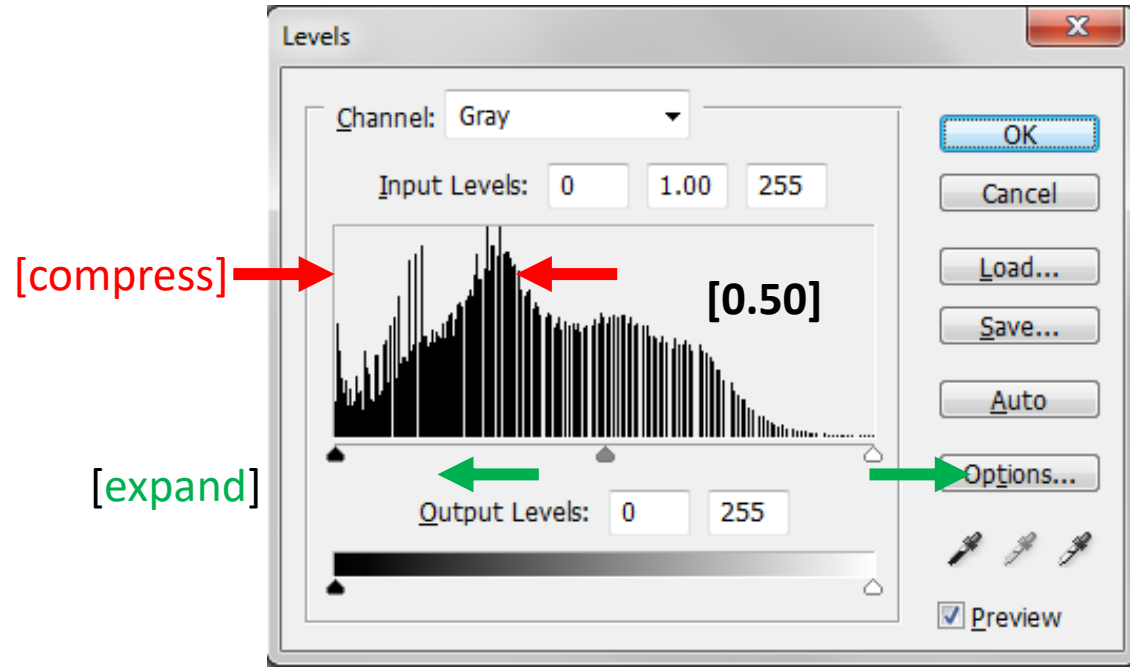 Levels
X
Channel: Gray
OK
Input Levels: 0 1.00 255
Cancel
[compress]
Load...
[0.50]
Save...
Auto
[expand]
Options...
Output Levels: 0 255
Preview